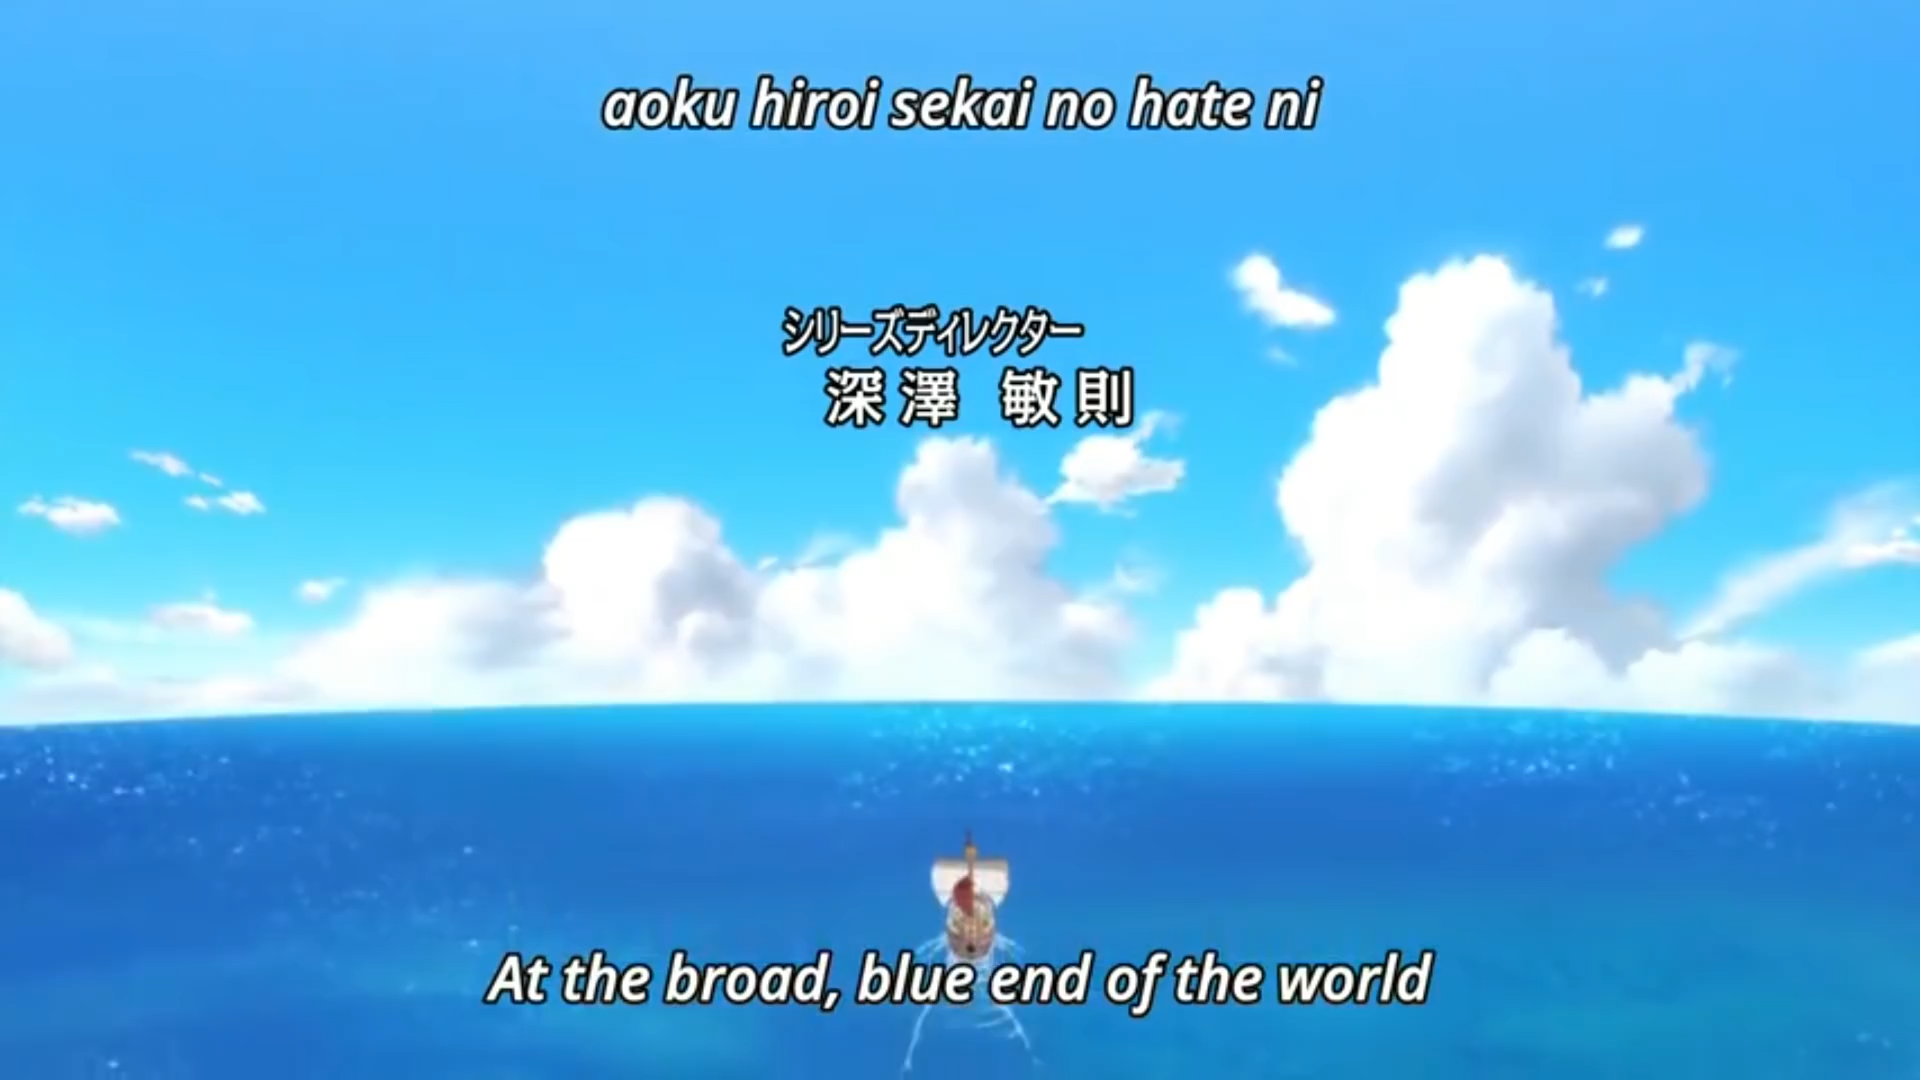 aoku hiroi sekai no hate ni
シリーズディレクター
深澤 敏則
At the broad, blue end of the world